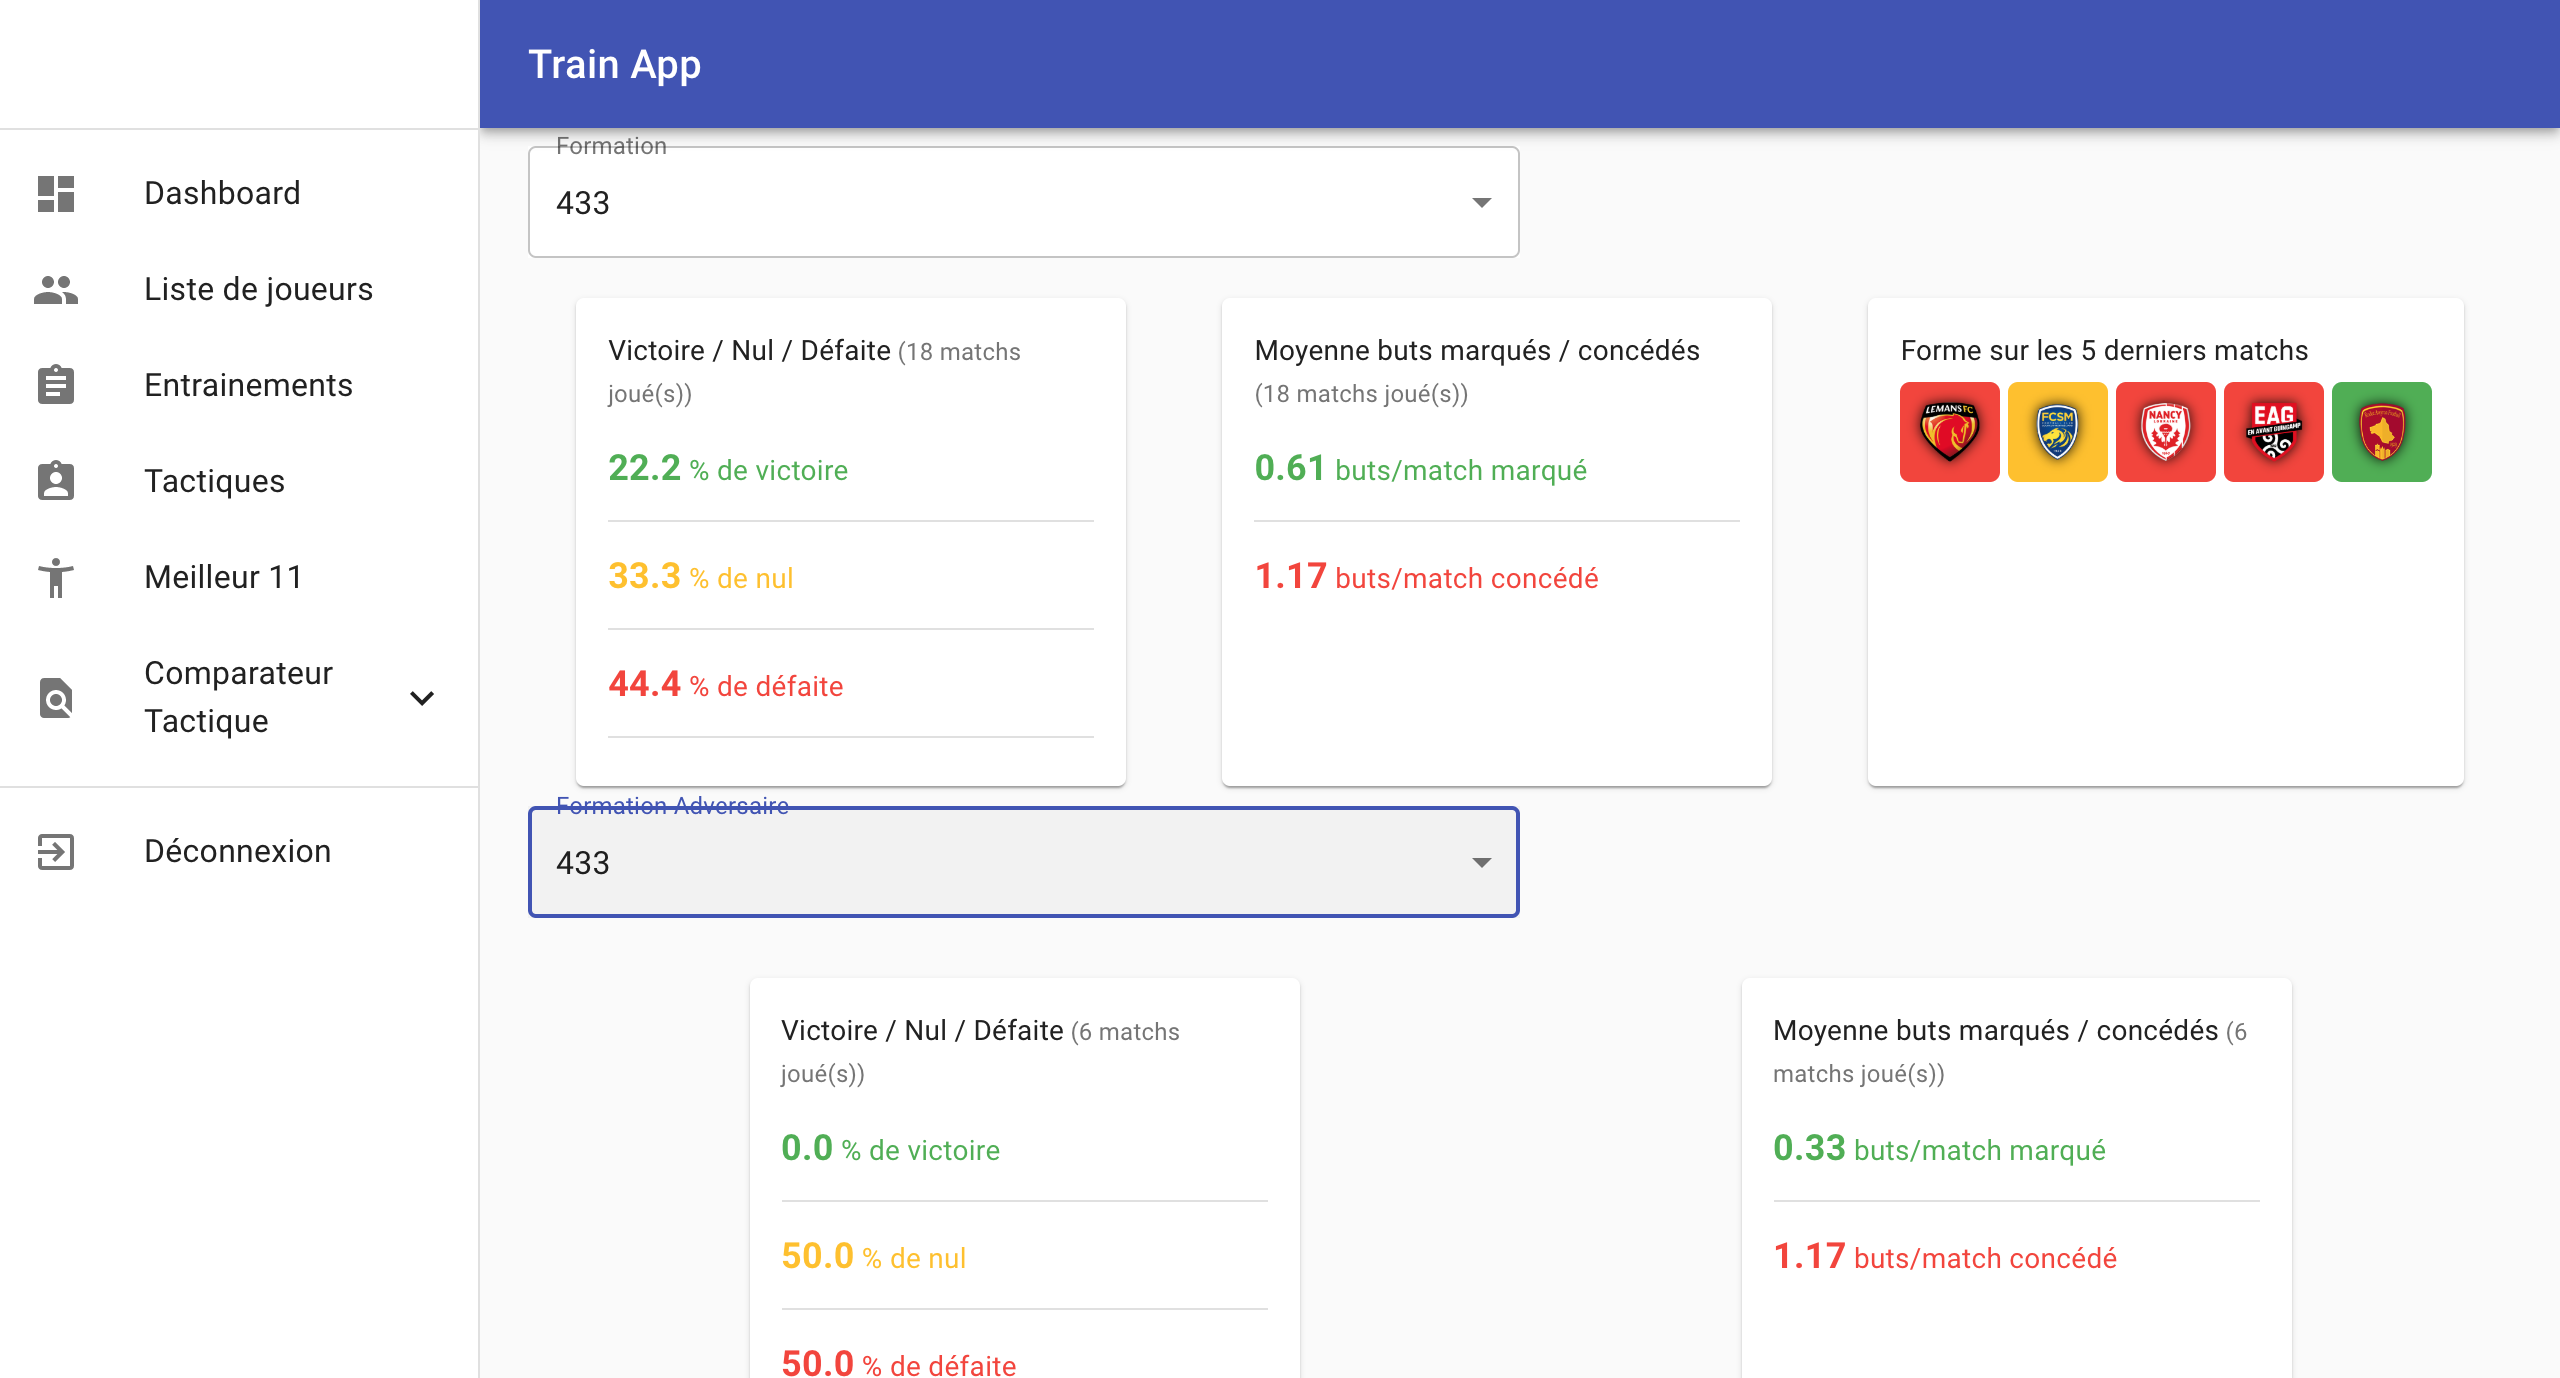 Train App
Dashboard
Liste de joueurs
Entrainements
Tactiques
Meilleur 11
Comparateur
Tactique
Déconnexion
Formation
433
Victoire / Nul / Défaite (18 matchs
joué(s))
22.2 % de victoire
33.3 % de nul
44.4 % de défaite
Moyenne buts marqués / concédés
(18 matchs joué(s))
0.61 buts/match marqué
1.17 buts/match concédé
Forme sur les 5 derniers matchs
LEMANS FC
FCSM
NANCY
LORRAINE
EAG
EN AVANT GUINGAMP
Formation Adversaire
433
Victoire / Nul / Défaite (6 matchs
joué(s))
0.0 % de victoire
50.0 % de nul
50.0 % de défaite
Moyenne buts marqués / concédés (6
matchs joué(s))
0.33 buts/match marqué
1.17 buts/match concédé